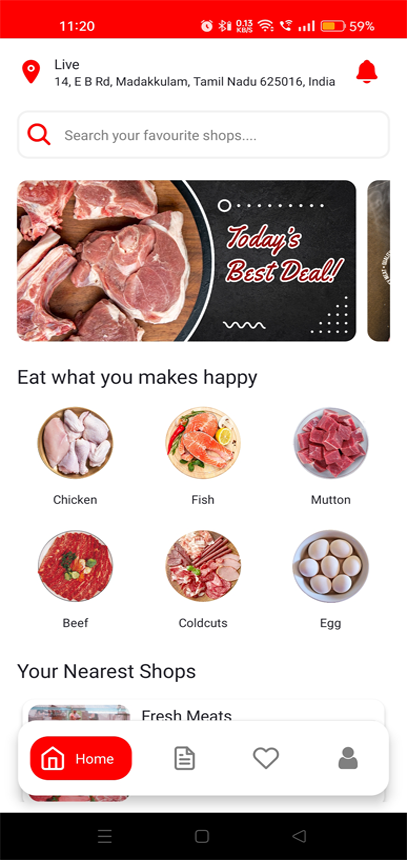 11:20
0.13
KB/S
59%
Live
14, E B Rd, Madakkulam, Tamil Nadu 625016, India
Search your favourite shops....
Today's
Best Deal!
Eat what you makes happy
Chicken
Fish
Mutton
Beef
Coldcuts
Egg
Your Nearest Shops
Fresh Meats
Home